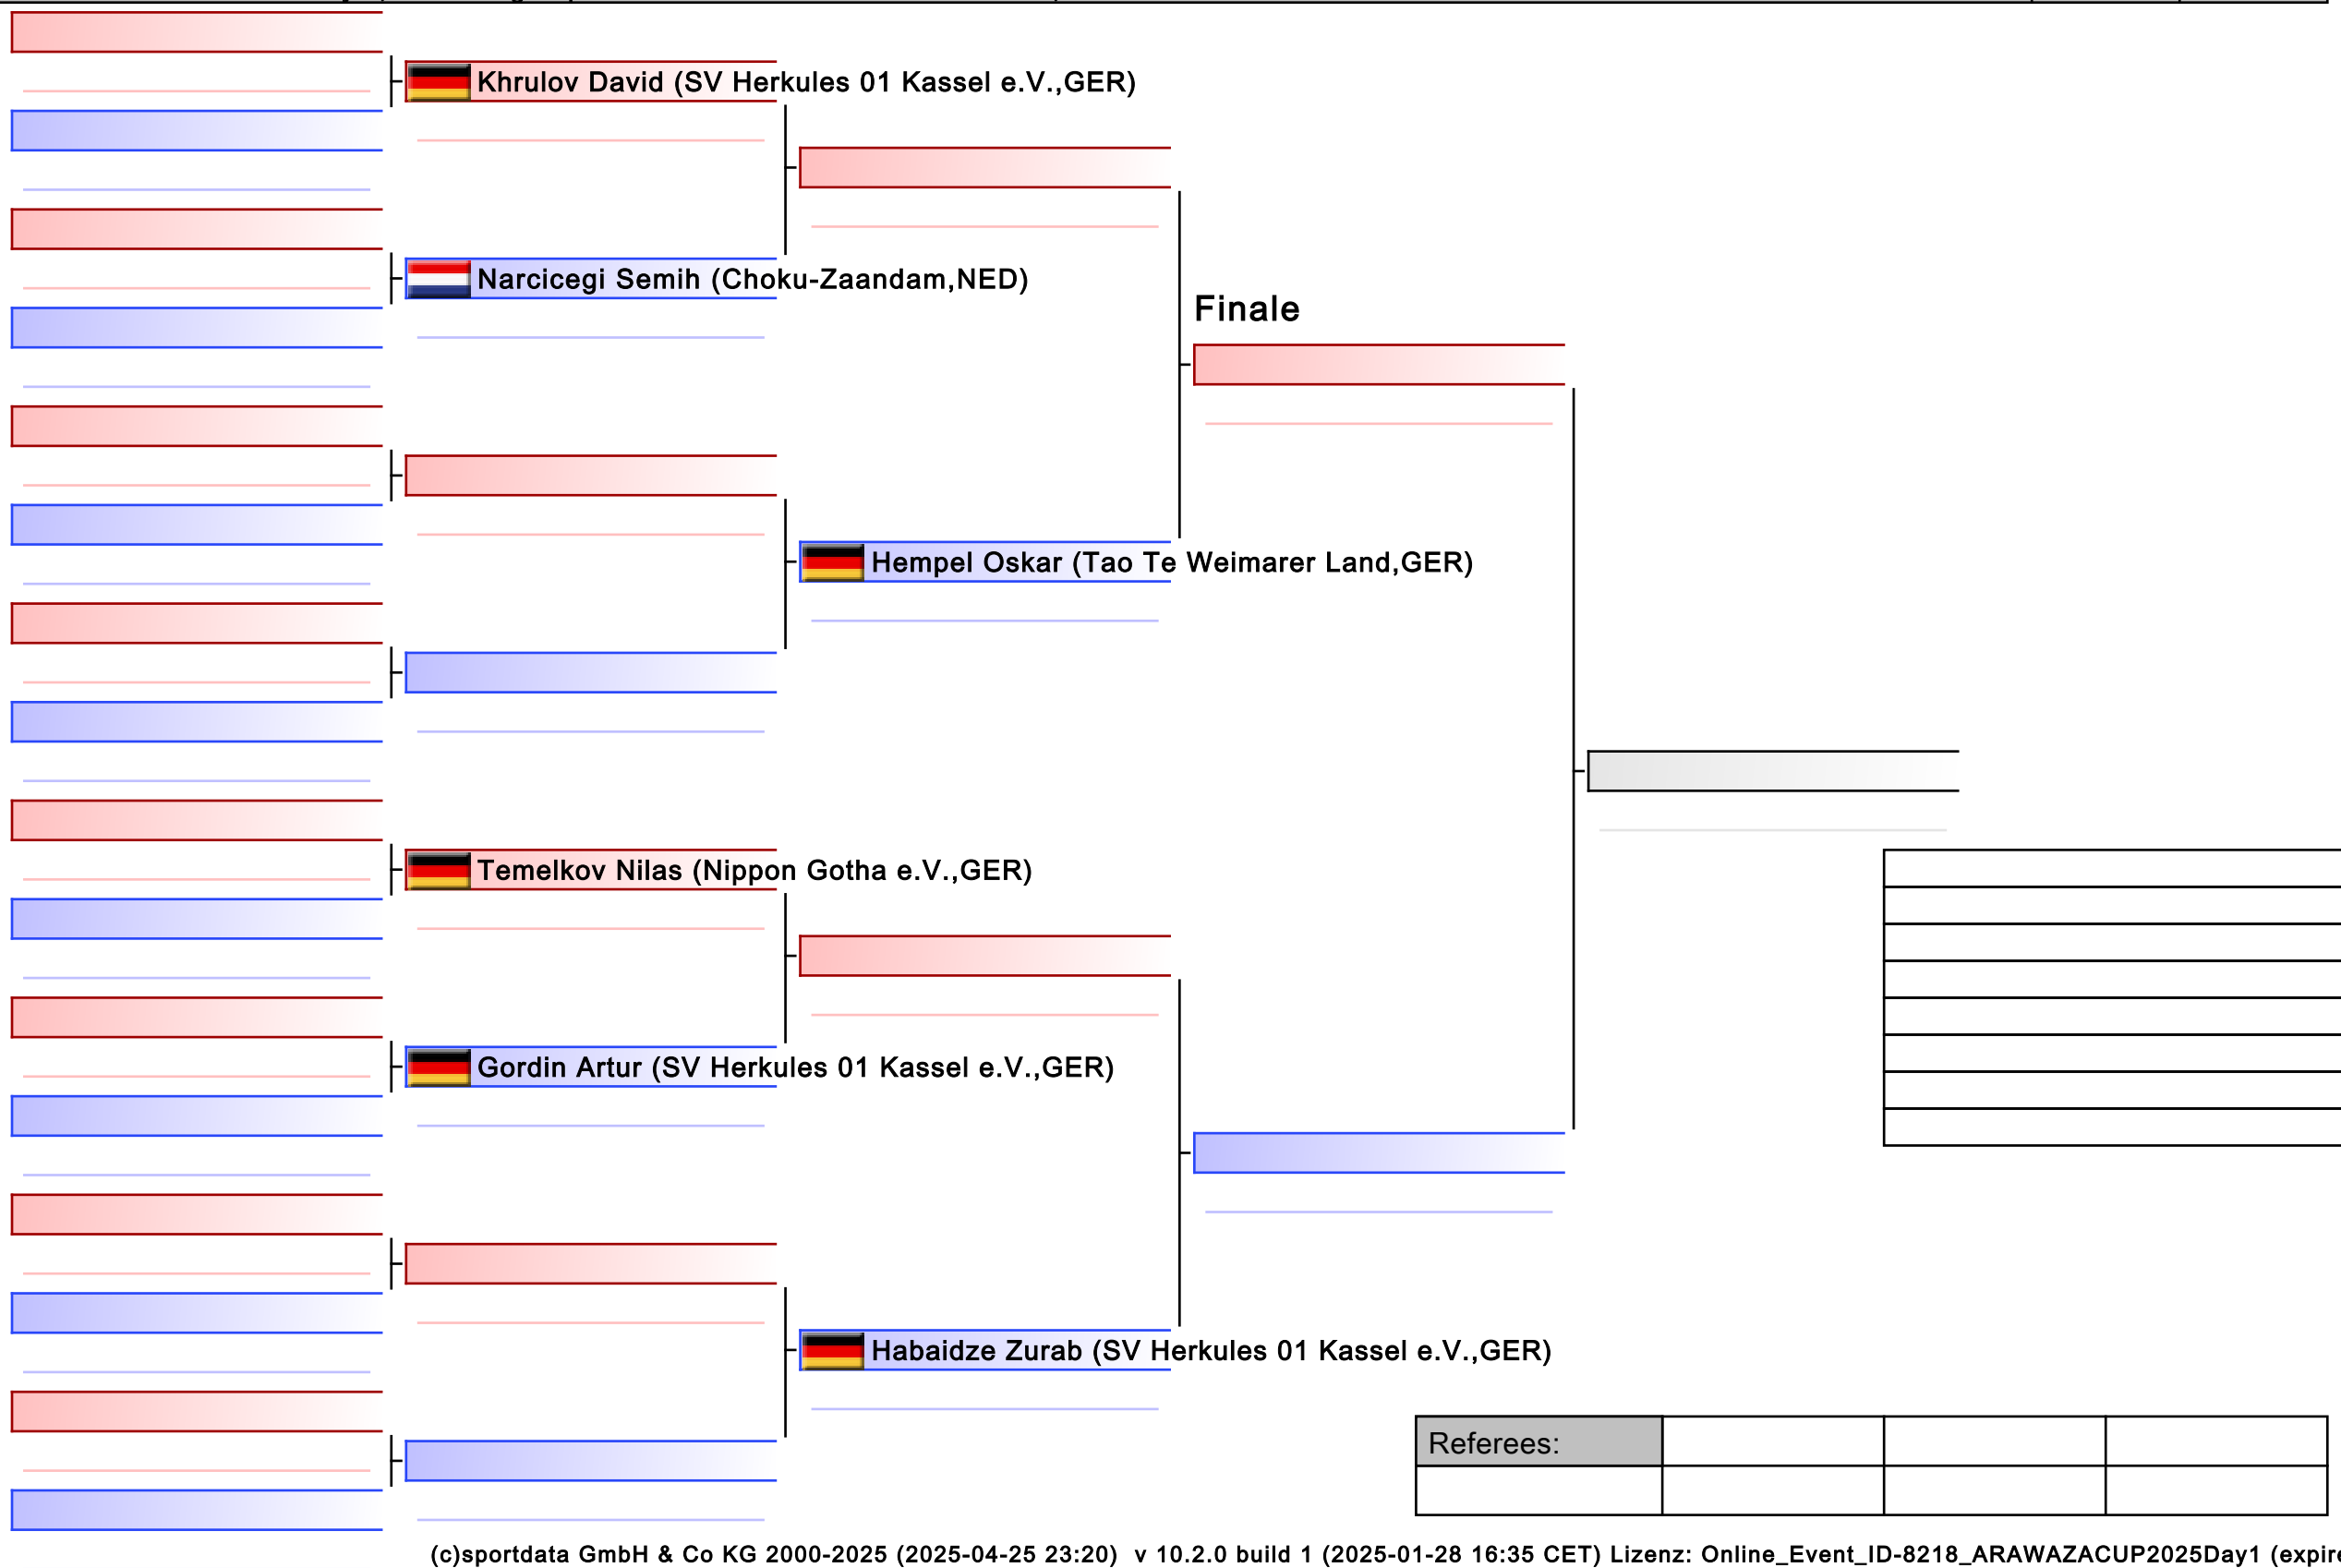 Khrulov David (SV Herkules 01 Kassel e.V.,GER)
Narcicegi Semih (Choku-Zaandam,NED)
Finale
Hempel Oskar (Tao Te Weimarer Land,GER)
Temelkov Nilas (Nippon Gotha e.V.,GER)
Gordin Artur (SV Herkules 01 Kassel e.V.,GER)
Habaidze Zurab (SV Herkules 01 Kassel e.V.,GER)
Referees:
(c)sportdata GmbH & Co KG 2000-2025 (2025-04-25 23:20) v 10.2.0 build 1 (2025-01-28 16:35 CET) Lizenz: Online_Event_ID-8218_ARAWAZACUP2025Day1